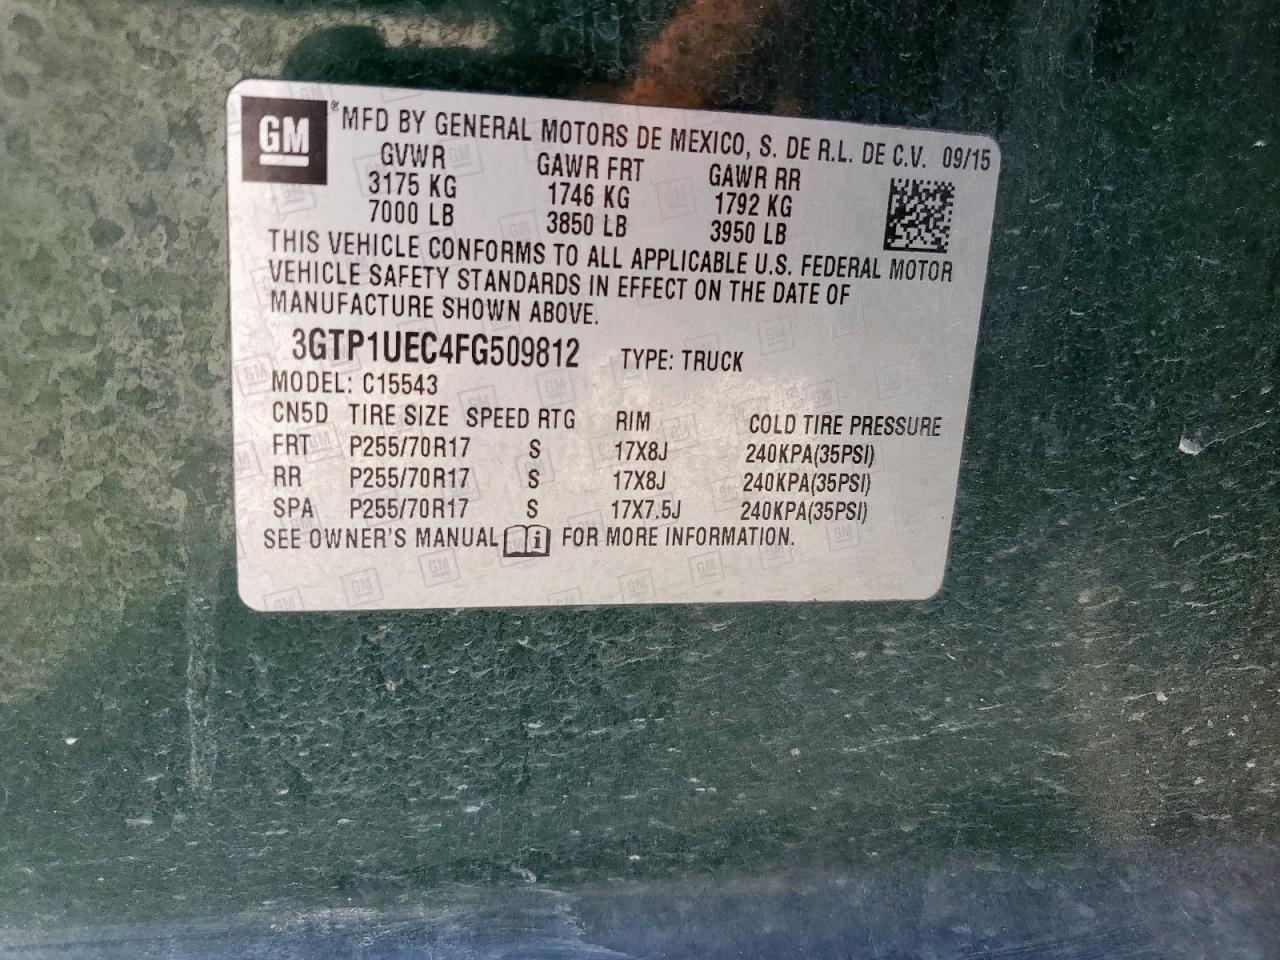 GM ® MFD BY GENERAL MOTORS DE MEXICO, S. DE R.L. DE C.V. 09/15
GVWR GAWR FRT GAWR RR
3175 KG 1746 KG 1792 KG
7000 LB 3850 LB 3950 LB
THIS VEHICLE CONFORMS TO ALL APPLICABLE U.S. FEDERAL MOTOR
VEHICLE SAFETY STANDARDS IN EFFECT ON THE DATE OF
MANUFACTURE SHOWN ABOVE.
3GTP1UEC4FG509812 TYPE: TRUCK
MODEL: C15543
CN5D TIRE SIZE SPEED RTG RIM COLD TIRE PRESSURE
FRT P255/70R17 S 17X8J 240KPA(35PSI)
RR P255/70R17 S 17X8J 240KPA(35PSI)
SPA P255/70R17 S 17X7.5J 240KPA(35PSI)
SEE OWNER'S MANUAL i FOR MORE INFORMATION.